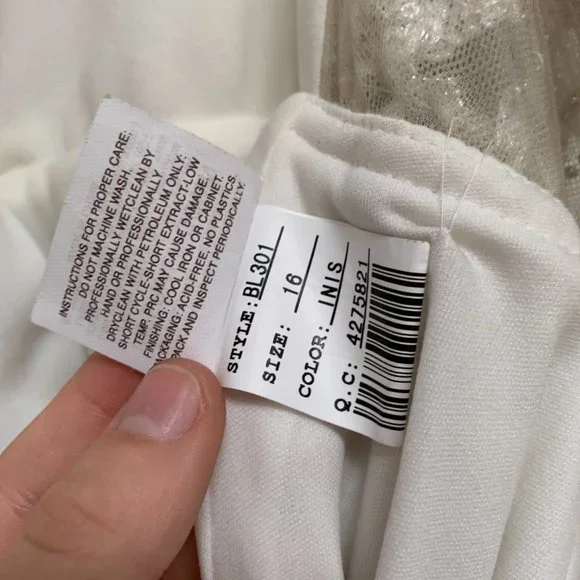 INSTRUCTIONS FOR PROPER CARE:
DO NOT MACHINE WASH,
PROFESSIONALLY WETCLEAN BY
HAND OR PROFESSIONALLY
DRYCLEAN WITH PETROLEUM ONLY:
SHORT CYCLE-SHORT EXTRACT-LOW
TEMP. PRC MAY CAUSE DAMAGE.
FINISHING: COOL IRON OR CABINET.
PACKAGING: ACID-FREE, NO PLASTICS.
PACK AND INSPECT PERIODICALLY.
STYLE: BL301
SIZE: 16
COLOR: INIS
Q.C: 4275821